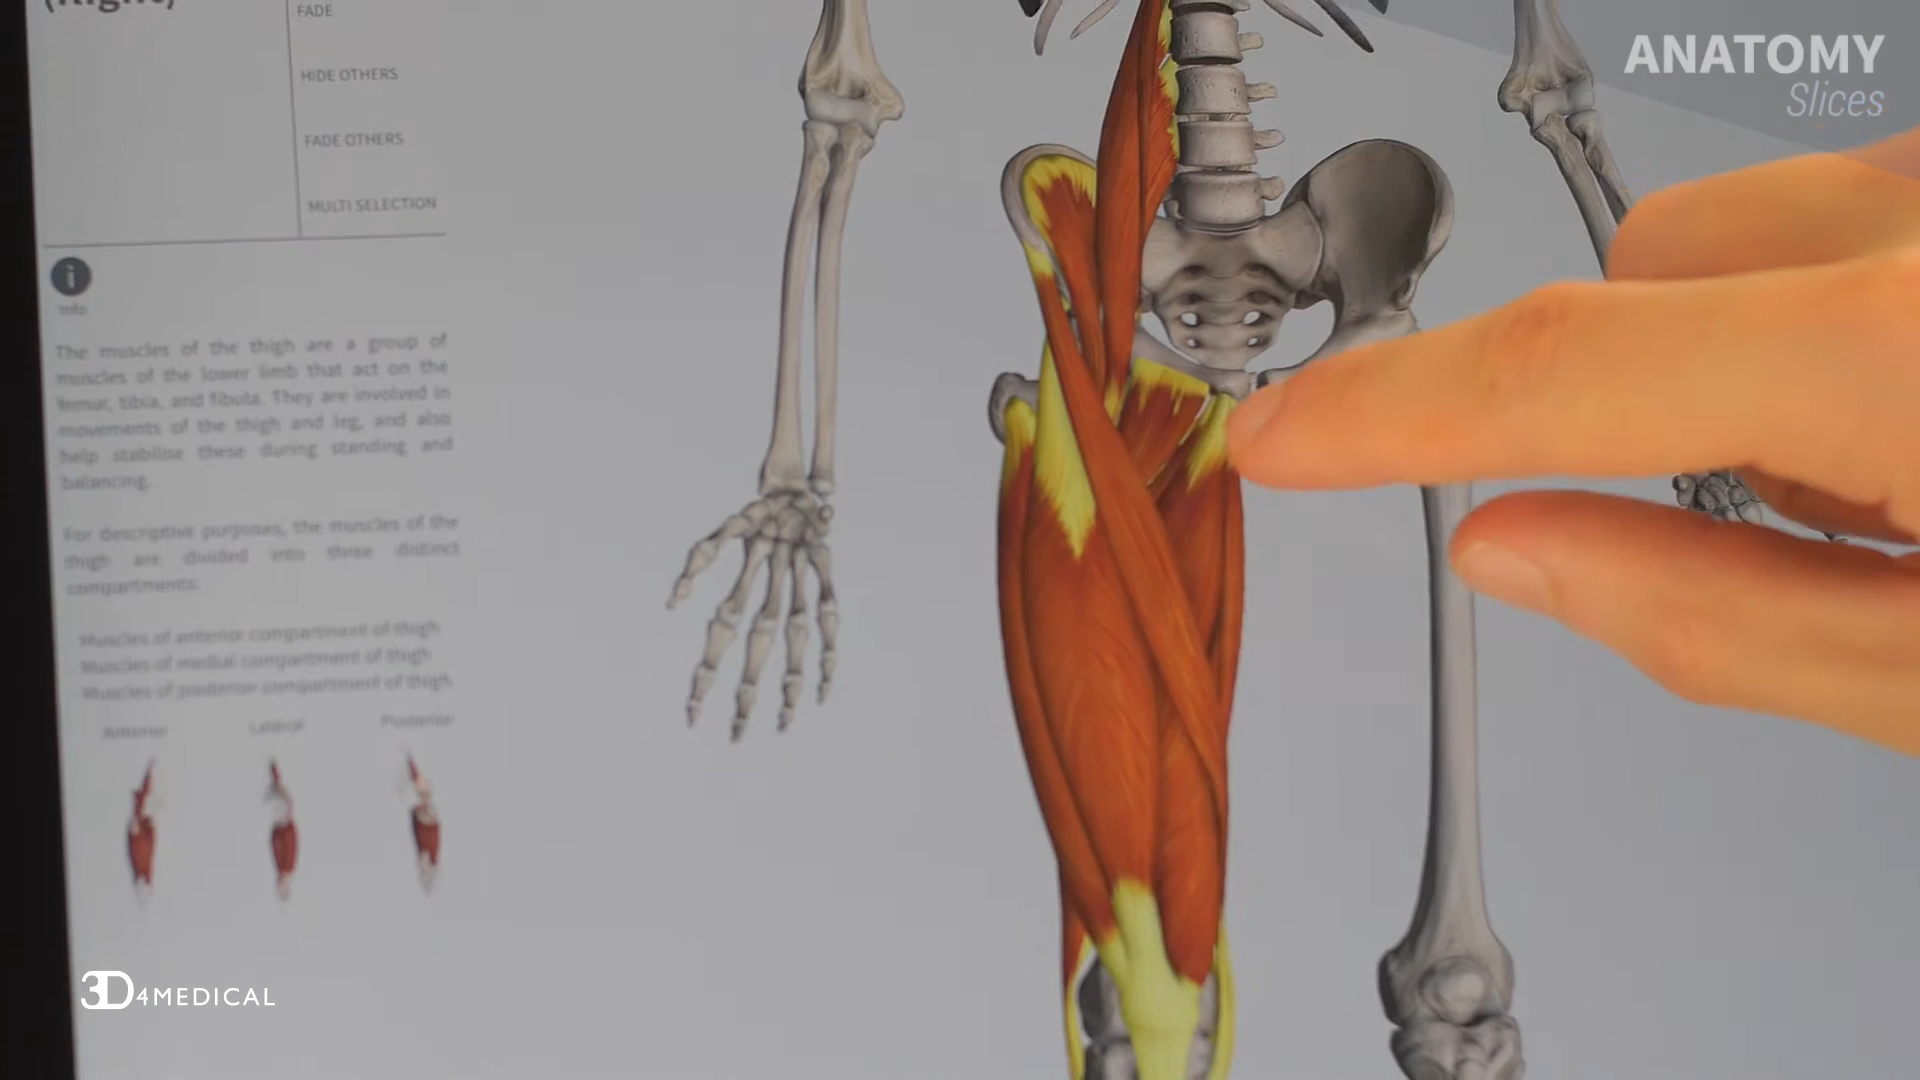 (Right)
FADE
HIDE OTHERS
FADE OTHERS
MULTI SELECTION
ANATOMY
Slices
i
Info
The muscles of the thigh are a group of
muscles of the lower limb that act on the
femur, tibia, and fibula. They are involved in
movements of the thigh and leg, and also
help stabilise these during standing and
balancing.
For descriptive purposes, the muscles of the
thigh are divided into three distinct
compartments:
- Muscles of anterior compartment of thigh
- Muscles of medial compartment of thigh
- Muscles of posterior compartment of thigh
Anterior Lateral Posterior
3D4MEDICAL